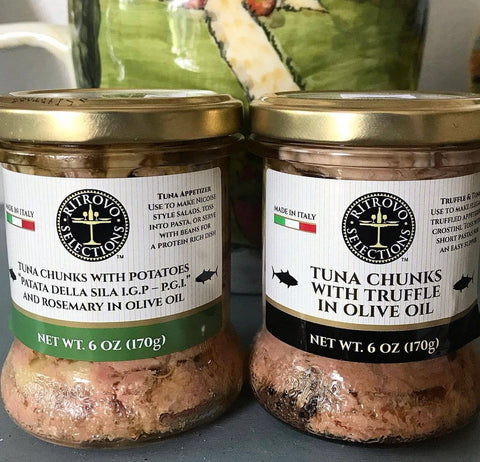 MADE IN ITALY
RITROVO SELECTIONS
TM
TUNA APPETIZER
USE TO MAKE NICOISE
STYLE SALADS, TOSS
INTO PASTA, OR SERVE
WITH BEANS FOR
A PROTEIN RICH DISH
TUNA CHUNKS WITH POTATOES
"PATATA DELLA SILA I.G.P – P.G.I."
AND ROSEMARY IN OLIVE OIL
NET WT. 6 OZ (170g)
MADE IN ITALY
RITROVO SELECTIONS
TM
TRUFFLE &
USE TO MAKE
TRUFFLED APPETIZER
CROSTINI, TOSS
SHORT PASTAS
AN EASY
TUNA CHUNKS
WITH TRUFFLE
IN OLIVE OIL
NET WT. 6 OZ (170g)